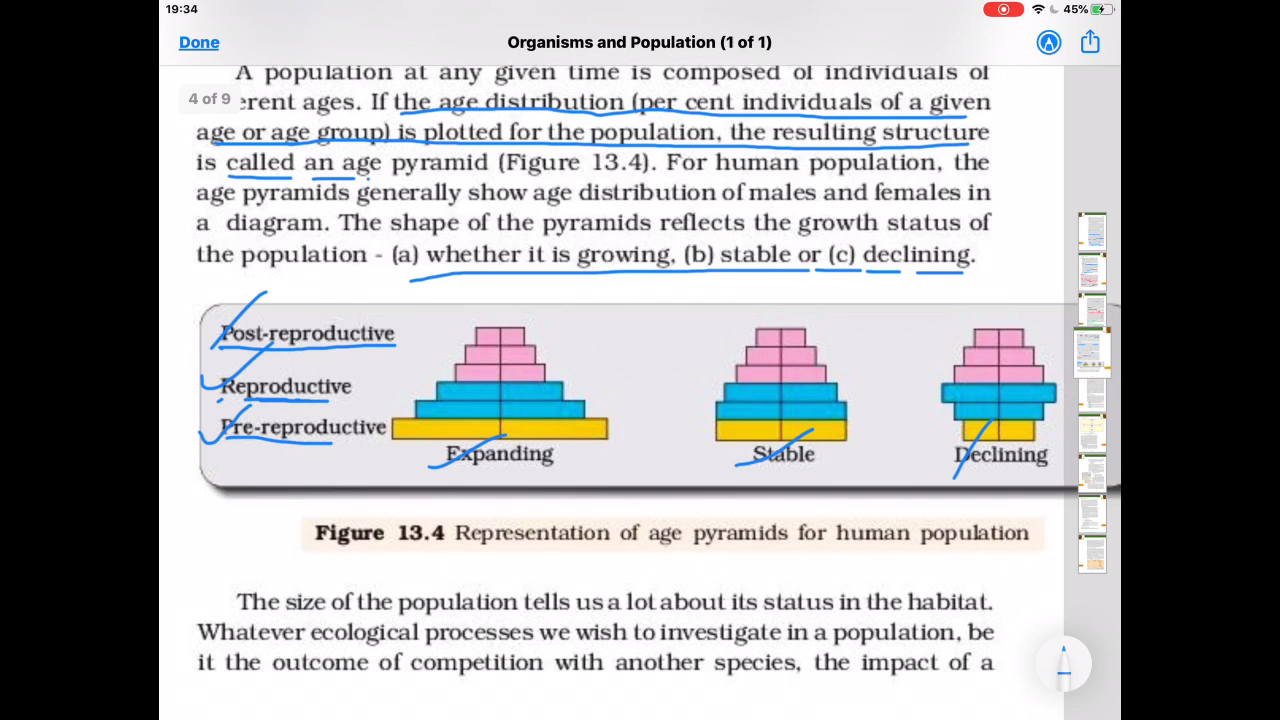 19:34
45%
Done
Organisms and Population (1 of 1)
A population at any given time is composed of individuals of
4 of 9
erent ages. If the age distribution (per cent individuals of a given
age or age group) is plotted for the population, the resulting structure
is called an age pyramid (Figure 13.4). For human population, the
age pyramids generally show age distribution of males and females in
a diagram. The shape of the pyramids reflects the growth status of
the population - (a) whether it is growing, (b) stable or (c) declining.
Post-reproductive
Reproductive
Pre-reproductive
Expanding
Stable
Declining
Figure 13.4 Representation of age pyramids for human population
The size of the population tells us a lot about its status in the habitat.
Whatever ecological processes we wish to investigate in a population, be
it the outcome of competition with another species, the impact of a